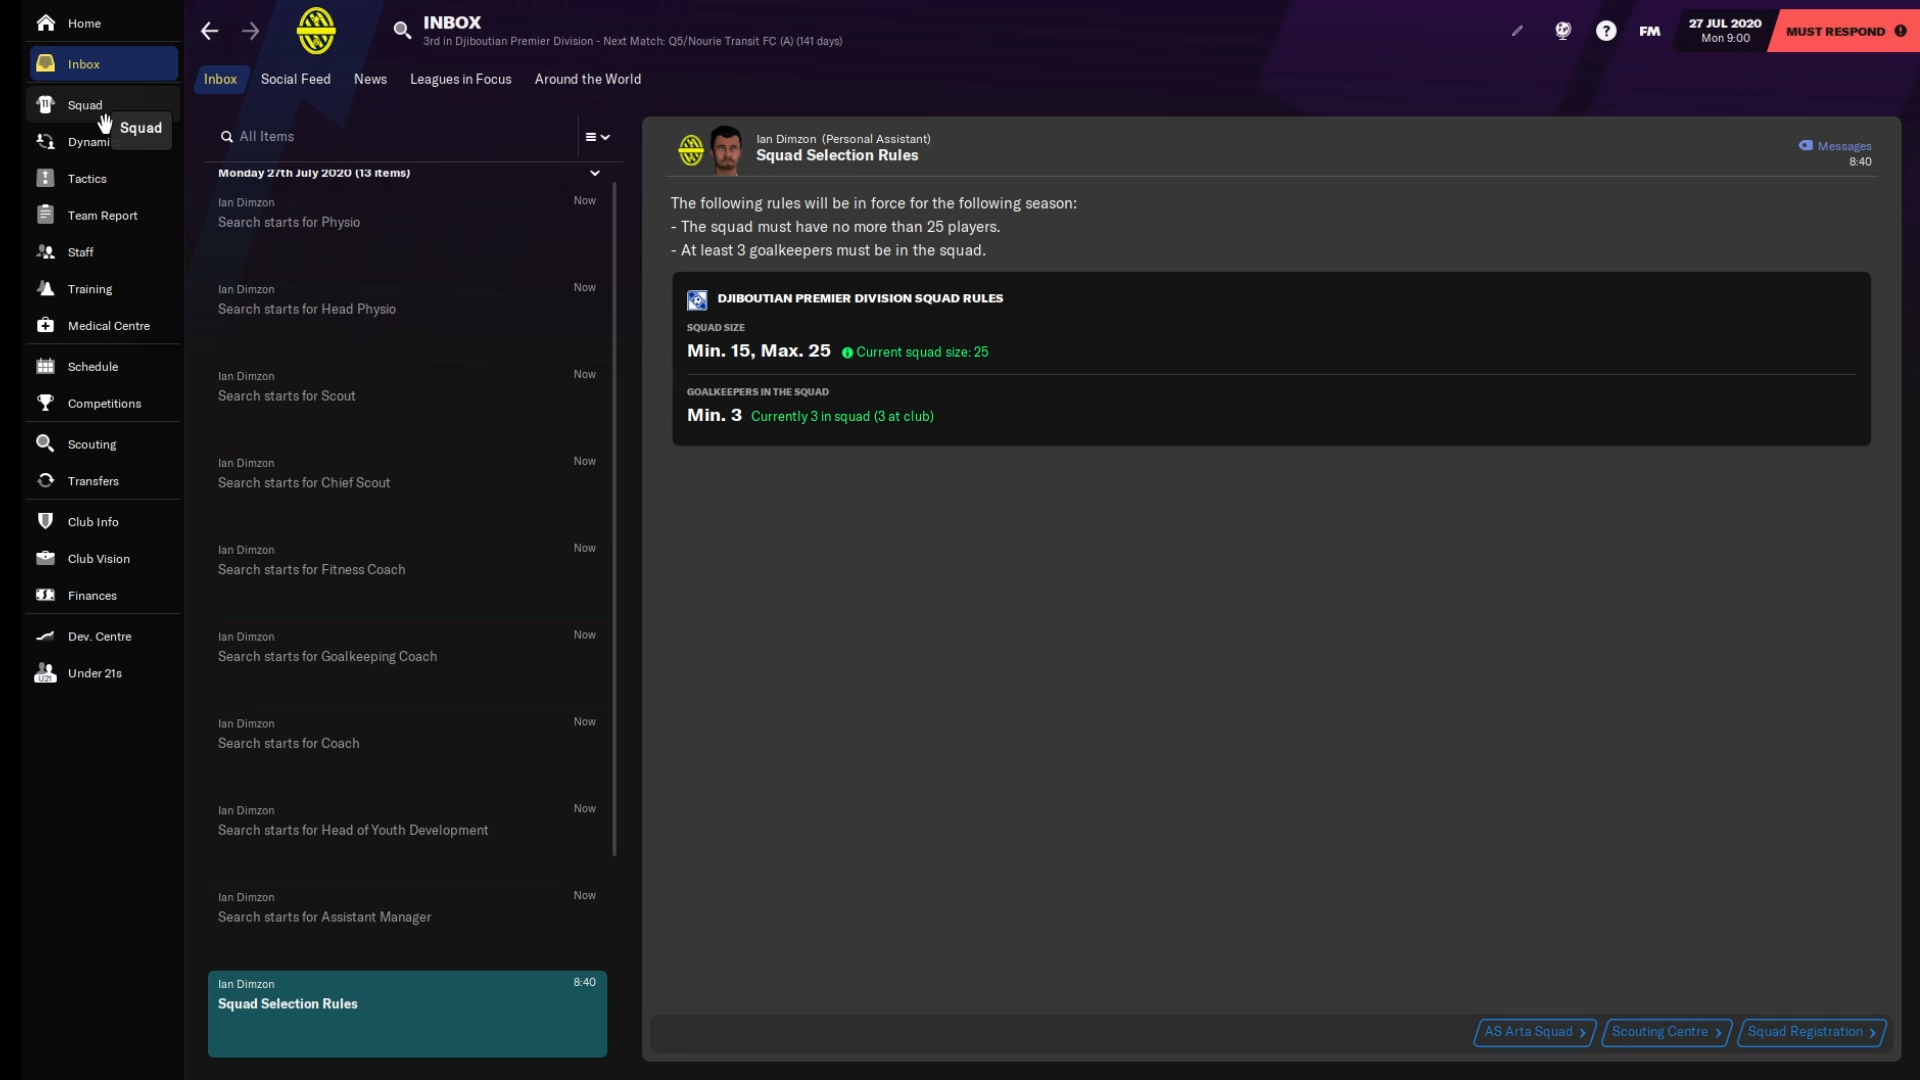 Home
Inbox
Squad
Squad
Dynami
Tactics
Team Report
Staff
Training
Medical Centre
Schedule
Competitions
Scouting
Transfers
Club Info
Club Vision
Finances
Dev. Centre
Under 21s
INBOX
3rd in Djiboutian Premier Division - Next Match: Q5/Nourie Transit FC (A) (141 days)
FM
27 JUL 2020
Mon 9:00
MUST RESPOND
Inbox Social Feed News Leagues in Focus Around the World
All Items
Monday 27th July 2020 (13 items)
Ian Dimzon Now
Search starts for Physio
Ian Dimzon Now
Search starts for Head Physio
Ian Dimzon Now
Search starts for Scout
Ian Dimzon Now
Search starts for Chief Scout
Ian Dimzon Now
Search starts for Fitness Coach
Ian Dimzon Now
Search starts for Goalkeeping Coach
Ian Dimzon Now
Search starts for Coach
Ian Dimzon Now
Search starts for Head of Youth Development
Ian Dimzon Now
Search starts for Assistant Manager
Ian Dimzon 8:40
Squad Selection Rules
Ian Dimzon (Personal Assistant)
Squad Selection Rules
Messages
8:40
The following rules will be in force for the following season:
- The squad must have no more than 25 players.
- At least 3 goalkeepers must be in the squad.
DJIBOUTIAN PREMIER DIVISION SQUAD RULES
SQUAD SIZE
Min. 15, Max. 25 Current squad size: 25
GOALKEEPERS IN THE SQUAD
Min. 3 Currently 3 in squad (3 at club)
AS Arta Squad > Scouting Centre > Squad Registration >